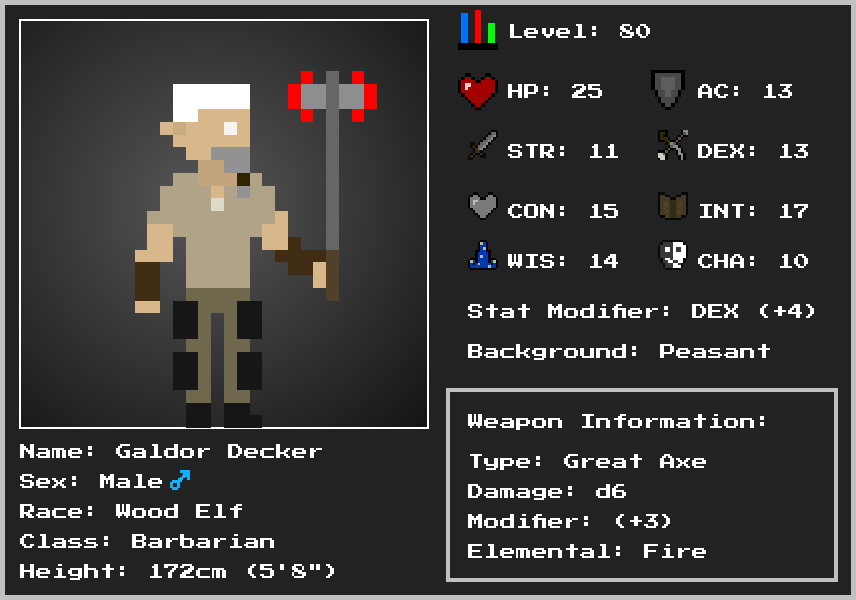 Level: 80
HP: 25
AC: 13
STR: 11
DEX: 13
CON: 15
INT: 17
WIS: 14
CHA: 10
Stat Modifier: DEX (+4)
Background: Peasant
Weapon Information:
Type: Great Axe
Damage: d6
Modifier: (+3)
Elemental: Fire
Name: Galdor Decker
Sex: Male♂
Race: Wood Elf
Class: Barbarian
Height: 172cm (5'8")